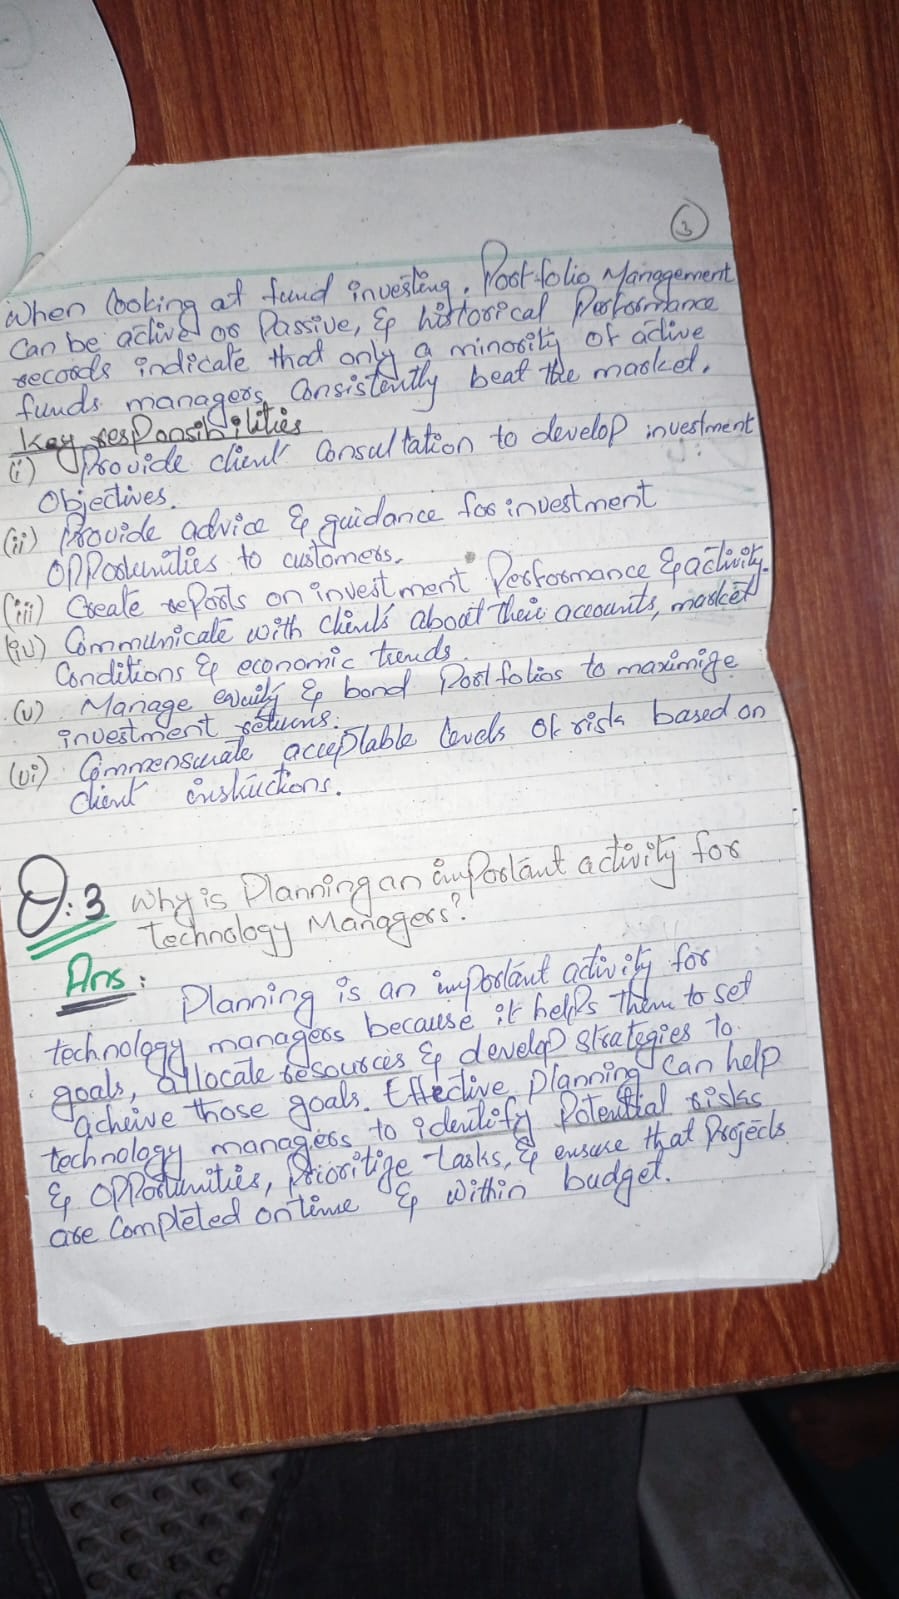 3
When looking at fund investing. Portfolio Management
Can be active or Passive, & historical Performance
records indicate that only a minority of active
funds managers, Consistently beat the market.
Key responsibilities
(i) Provide client Consultation to develop investment
Objectives.
(ii) Provide advice & guidance for investment
Opportunities to customers.
(iii) Create reports on investment Performance & activity.
(iv) Communicate with client's about their accounts, market
Conditions & economic trends.
(v) Manage equity & bond Portfolios to maximize
investment returns.
(vi) Commensurate acceptable levels of risk based on
client instructions.
Q:3 Why is Planning an important activity for
technology Managers?
Ans: Planning is an important activity for
technology managers because it helps them to set
goals, allocate resources & develop strategies to
acheive those goals. Effective Planning can help
technology managers to identify Potential risks
& opportunities, Prioritize tasks, & ensure that Projects
are completed on time & within budget.